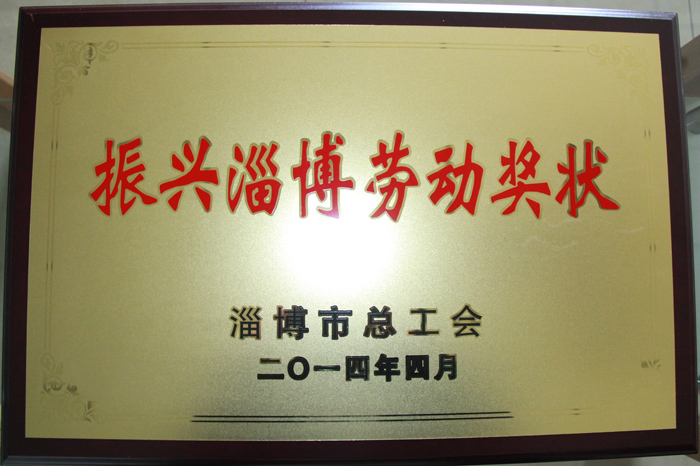 振兴淄博劳动奖状
淄博市总工会
二〇一四年四月